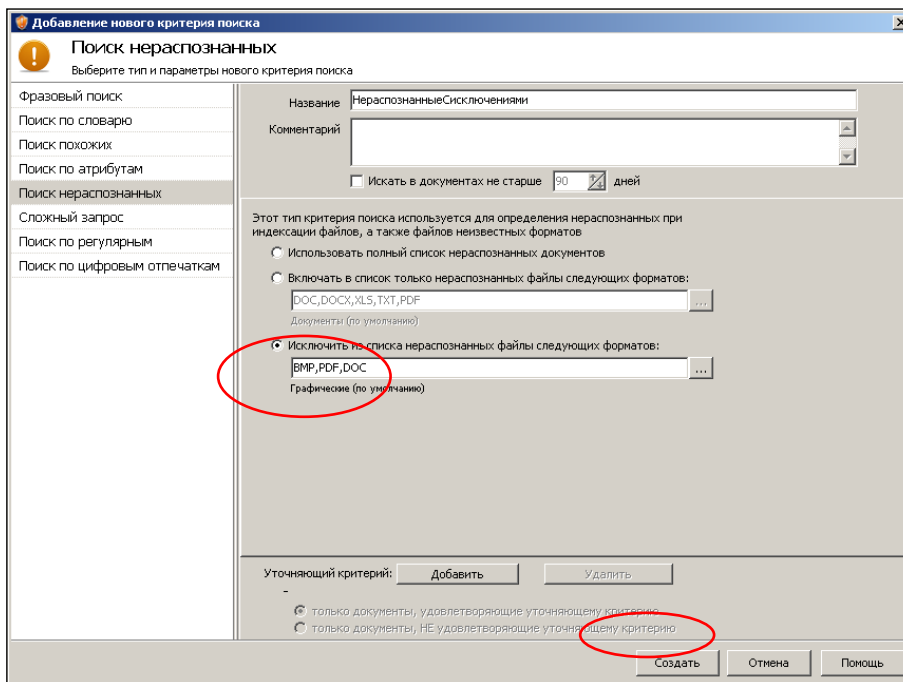 Добавление нового критерия поиска
Поиск нераспознанных
Выберите тип и параметры нового критерия поиска
Фразовый поиск
Поиск по словарю
Поиск похожих
Поиск по атрибутам
Поиск нераспознанных
Сложный запрос
Поиск по регулярным
Поиск по цифровым отпечаткам
Название НераспознанныеСисключениями
Комментарий
Искать в документах не старше 90 дней
Этот тип критерия поиска используется для определения нераспознанных при
индексации файлов, а также файлов неизвестных форматов
Использовать полный список нераспознанных документов
Включать в список только нераспознанных файлы следующих форматов:
DOC,DOCX,XLS,TXT,PDF ...
Документы (по умолчанию)
Исключить из списка нераспознанных файлы следующих форматов:
BMP,PDF,DOC ...
Графические (по умолчанию)
Уточняющий критерий: Добавить Удалить
-
только документы, удовлетворяющие уточняющему критерию
только документы, НЕ удовлетворяющие уточняющему критерию
Создать Отмена Помощь